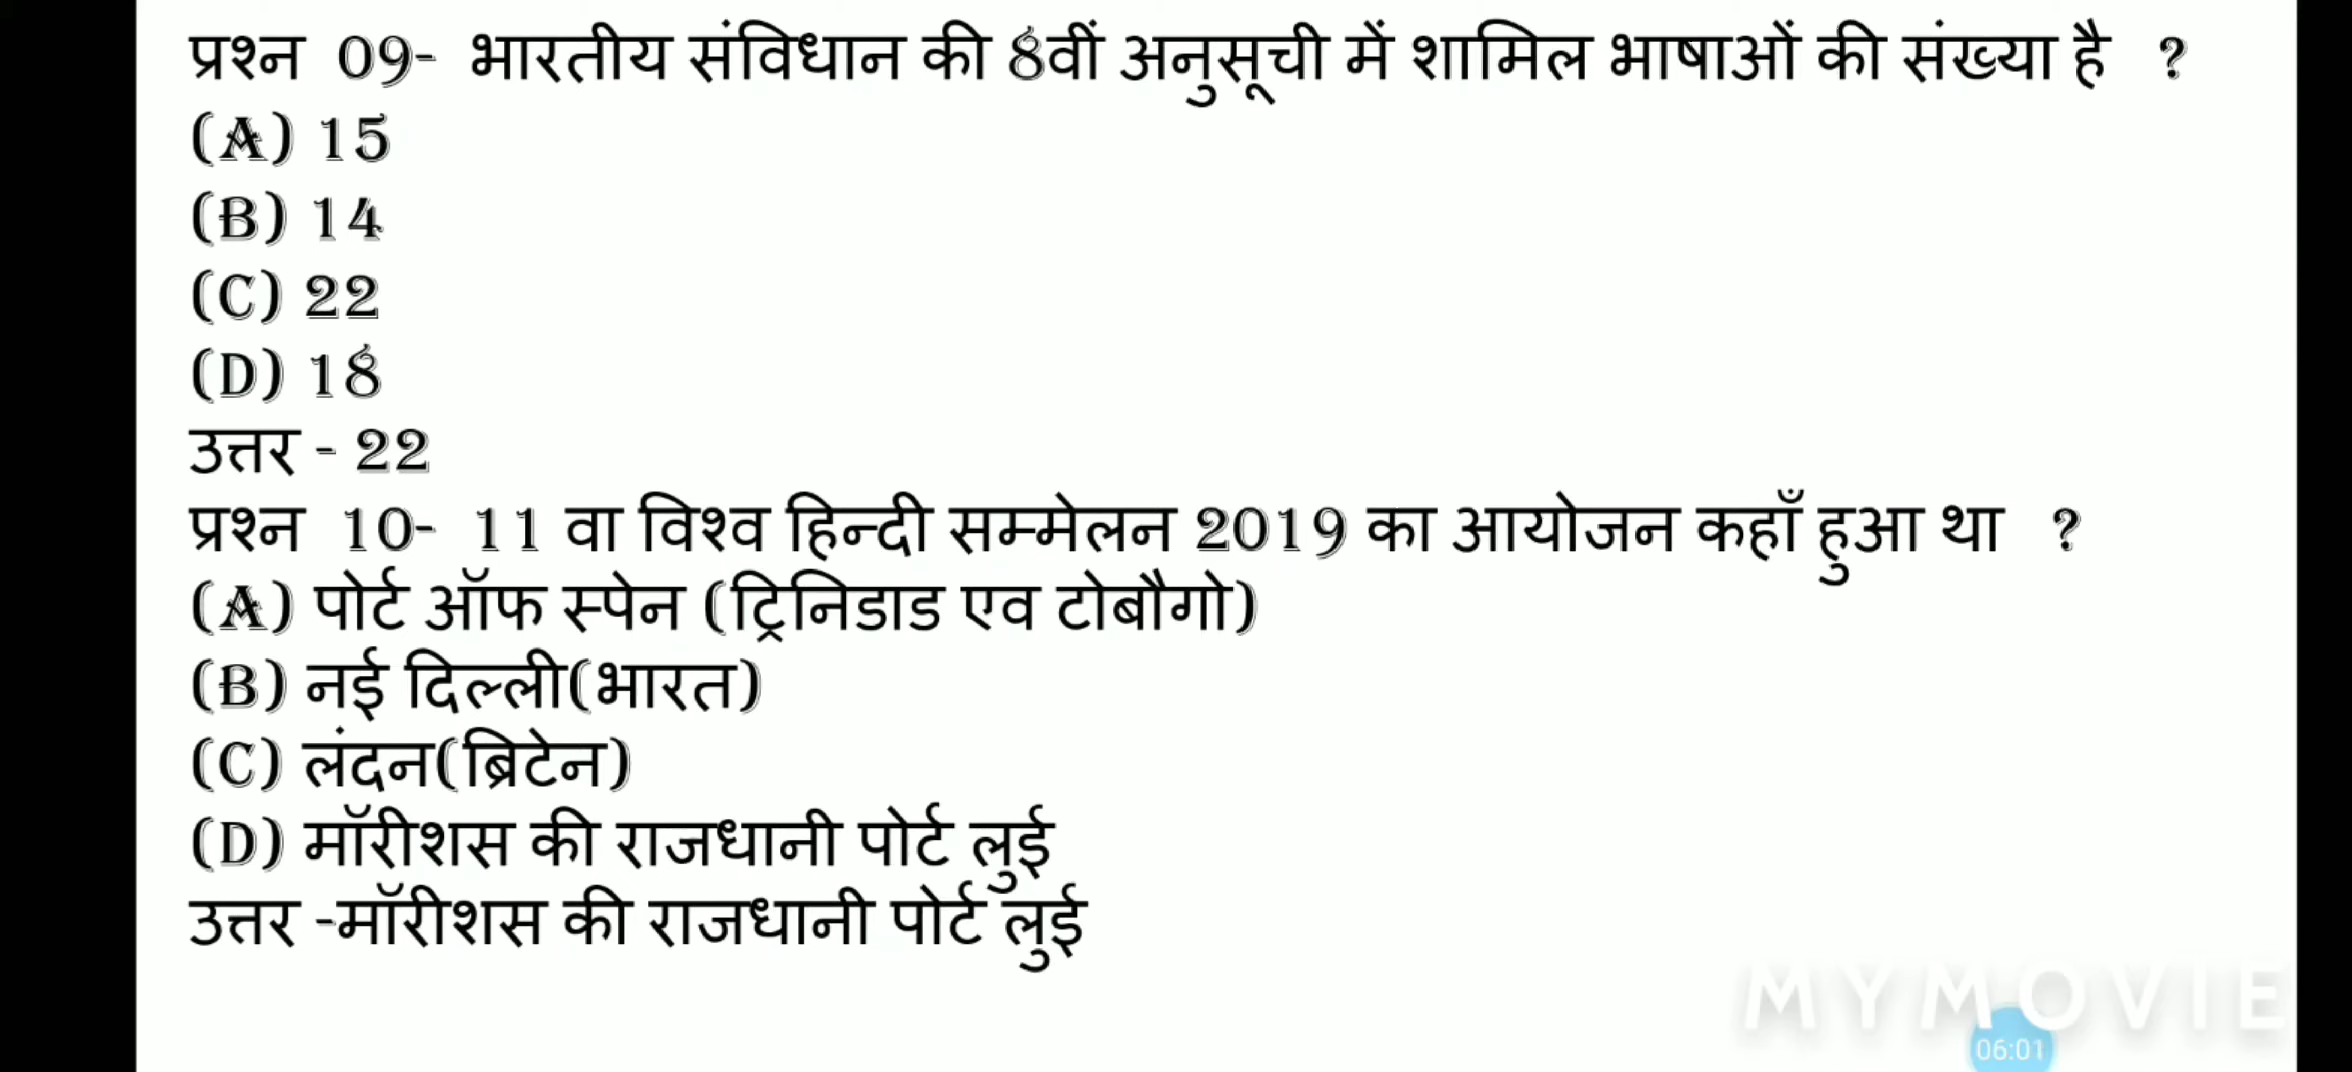 प्रश्न 09- भारतीय संविधान की 8वीं अनुसूची में शामिल भाषाओं की संख्या है ?
(A) 15
(B) 14
(C) 22
(D) 18
उत्तर - 22
प्रश्न 10- 11 वा विश्व हिन्दी सम्मेलन 2019 का आयोजन कहाँ हुआ था ?
(A) पोर्ट ऑफ स्पेन (ट्रिनिडाड एव टोबौगो)
(B) नई दिल्ली(भारत)
(C) लंदन(ब्रिटेन)
(D) मॉरीशस की राजधानी पोर्ट लुई
उत्तर -मॉरीशस की राजधानी पोर्ट लुई
MYMOVIE
06:01